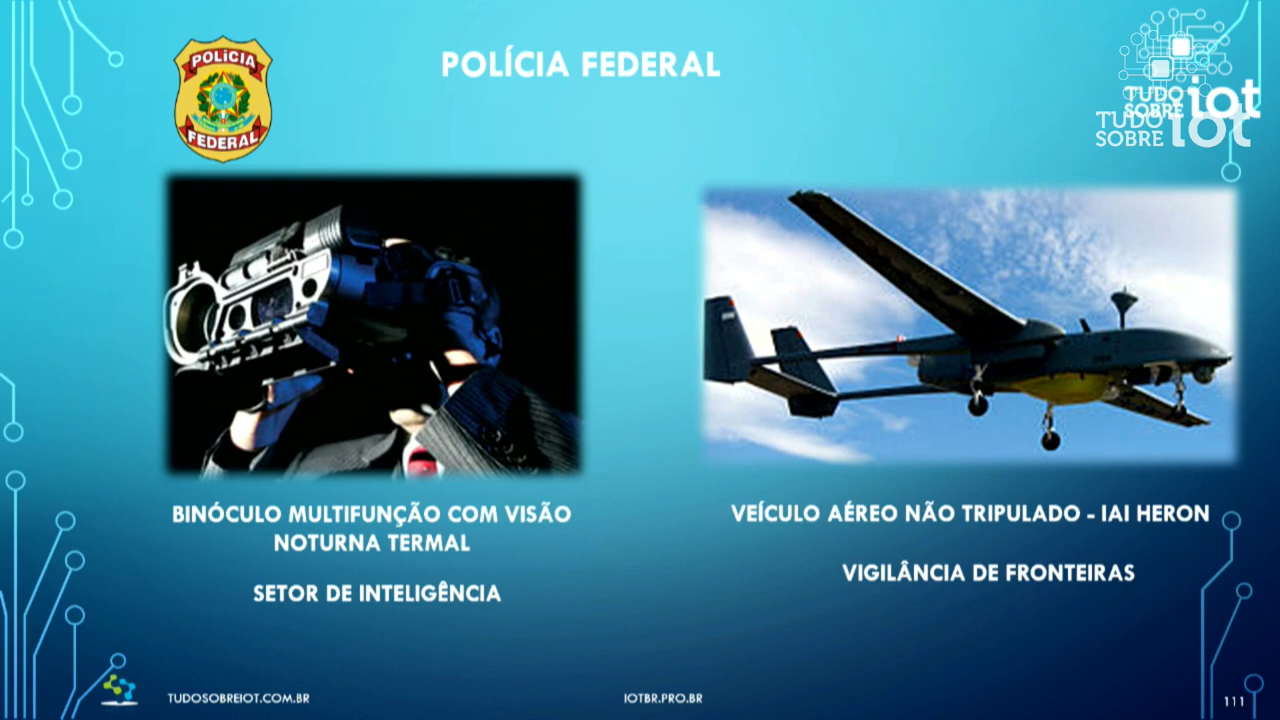 POLÍCIA FEDERAL
POLÍCIA
FEDERAL
TUDO SOBRE iot
TUDO SOBRE iot
BINÓCULO MULTIFUNÇÃO COM VISÃO
NOTURNA TERMAL
SETOR DE INTELIGÊNCIA
VEÍCULO AÉREO NÃO TRIPULADO - IAI HERON
VIGILÂNCIA DE FRONTEIRAS
TUDOSOBREIOT.COM.BR
IOTBR.PRO.BR
111